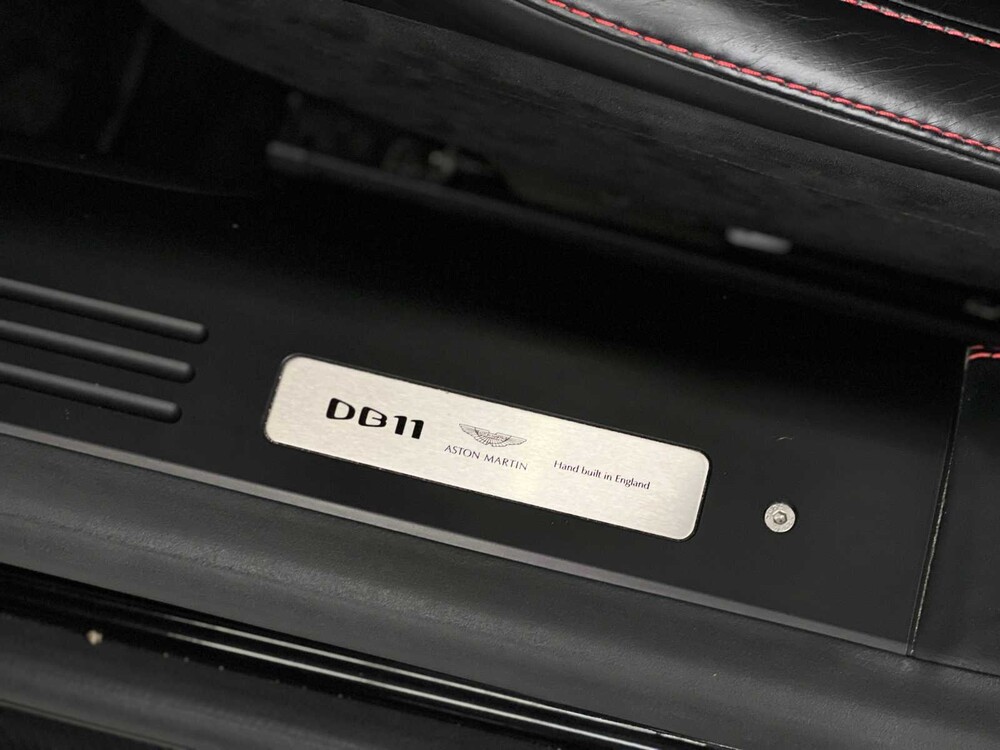 DB11
ASTON MARTIN
Hand built in England